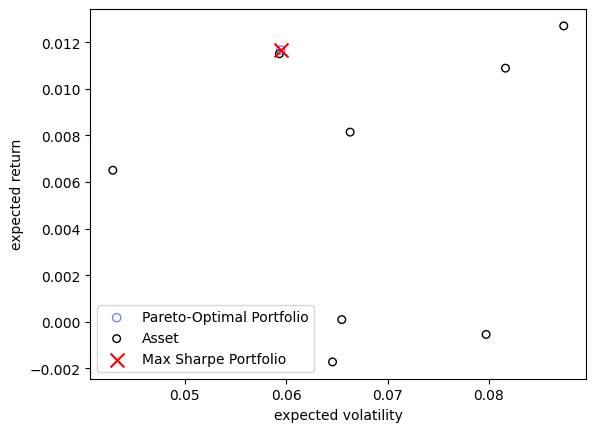 0.012
0.010
0.008
0.006
0.004
0.002
0.000
−0.002
expected return
Pareto-Optimal Portfolio
Asset
Max Sharpe Portfolio
0.05 0.06 0.07 0.08
expected volatility